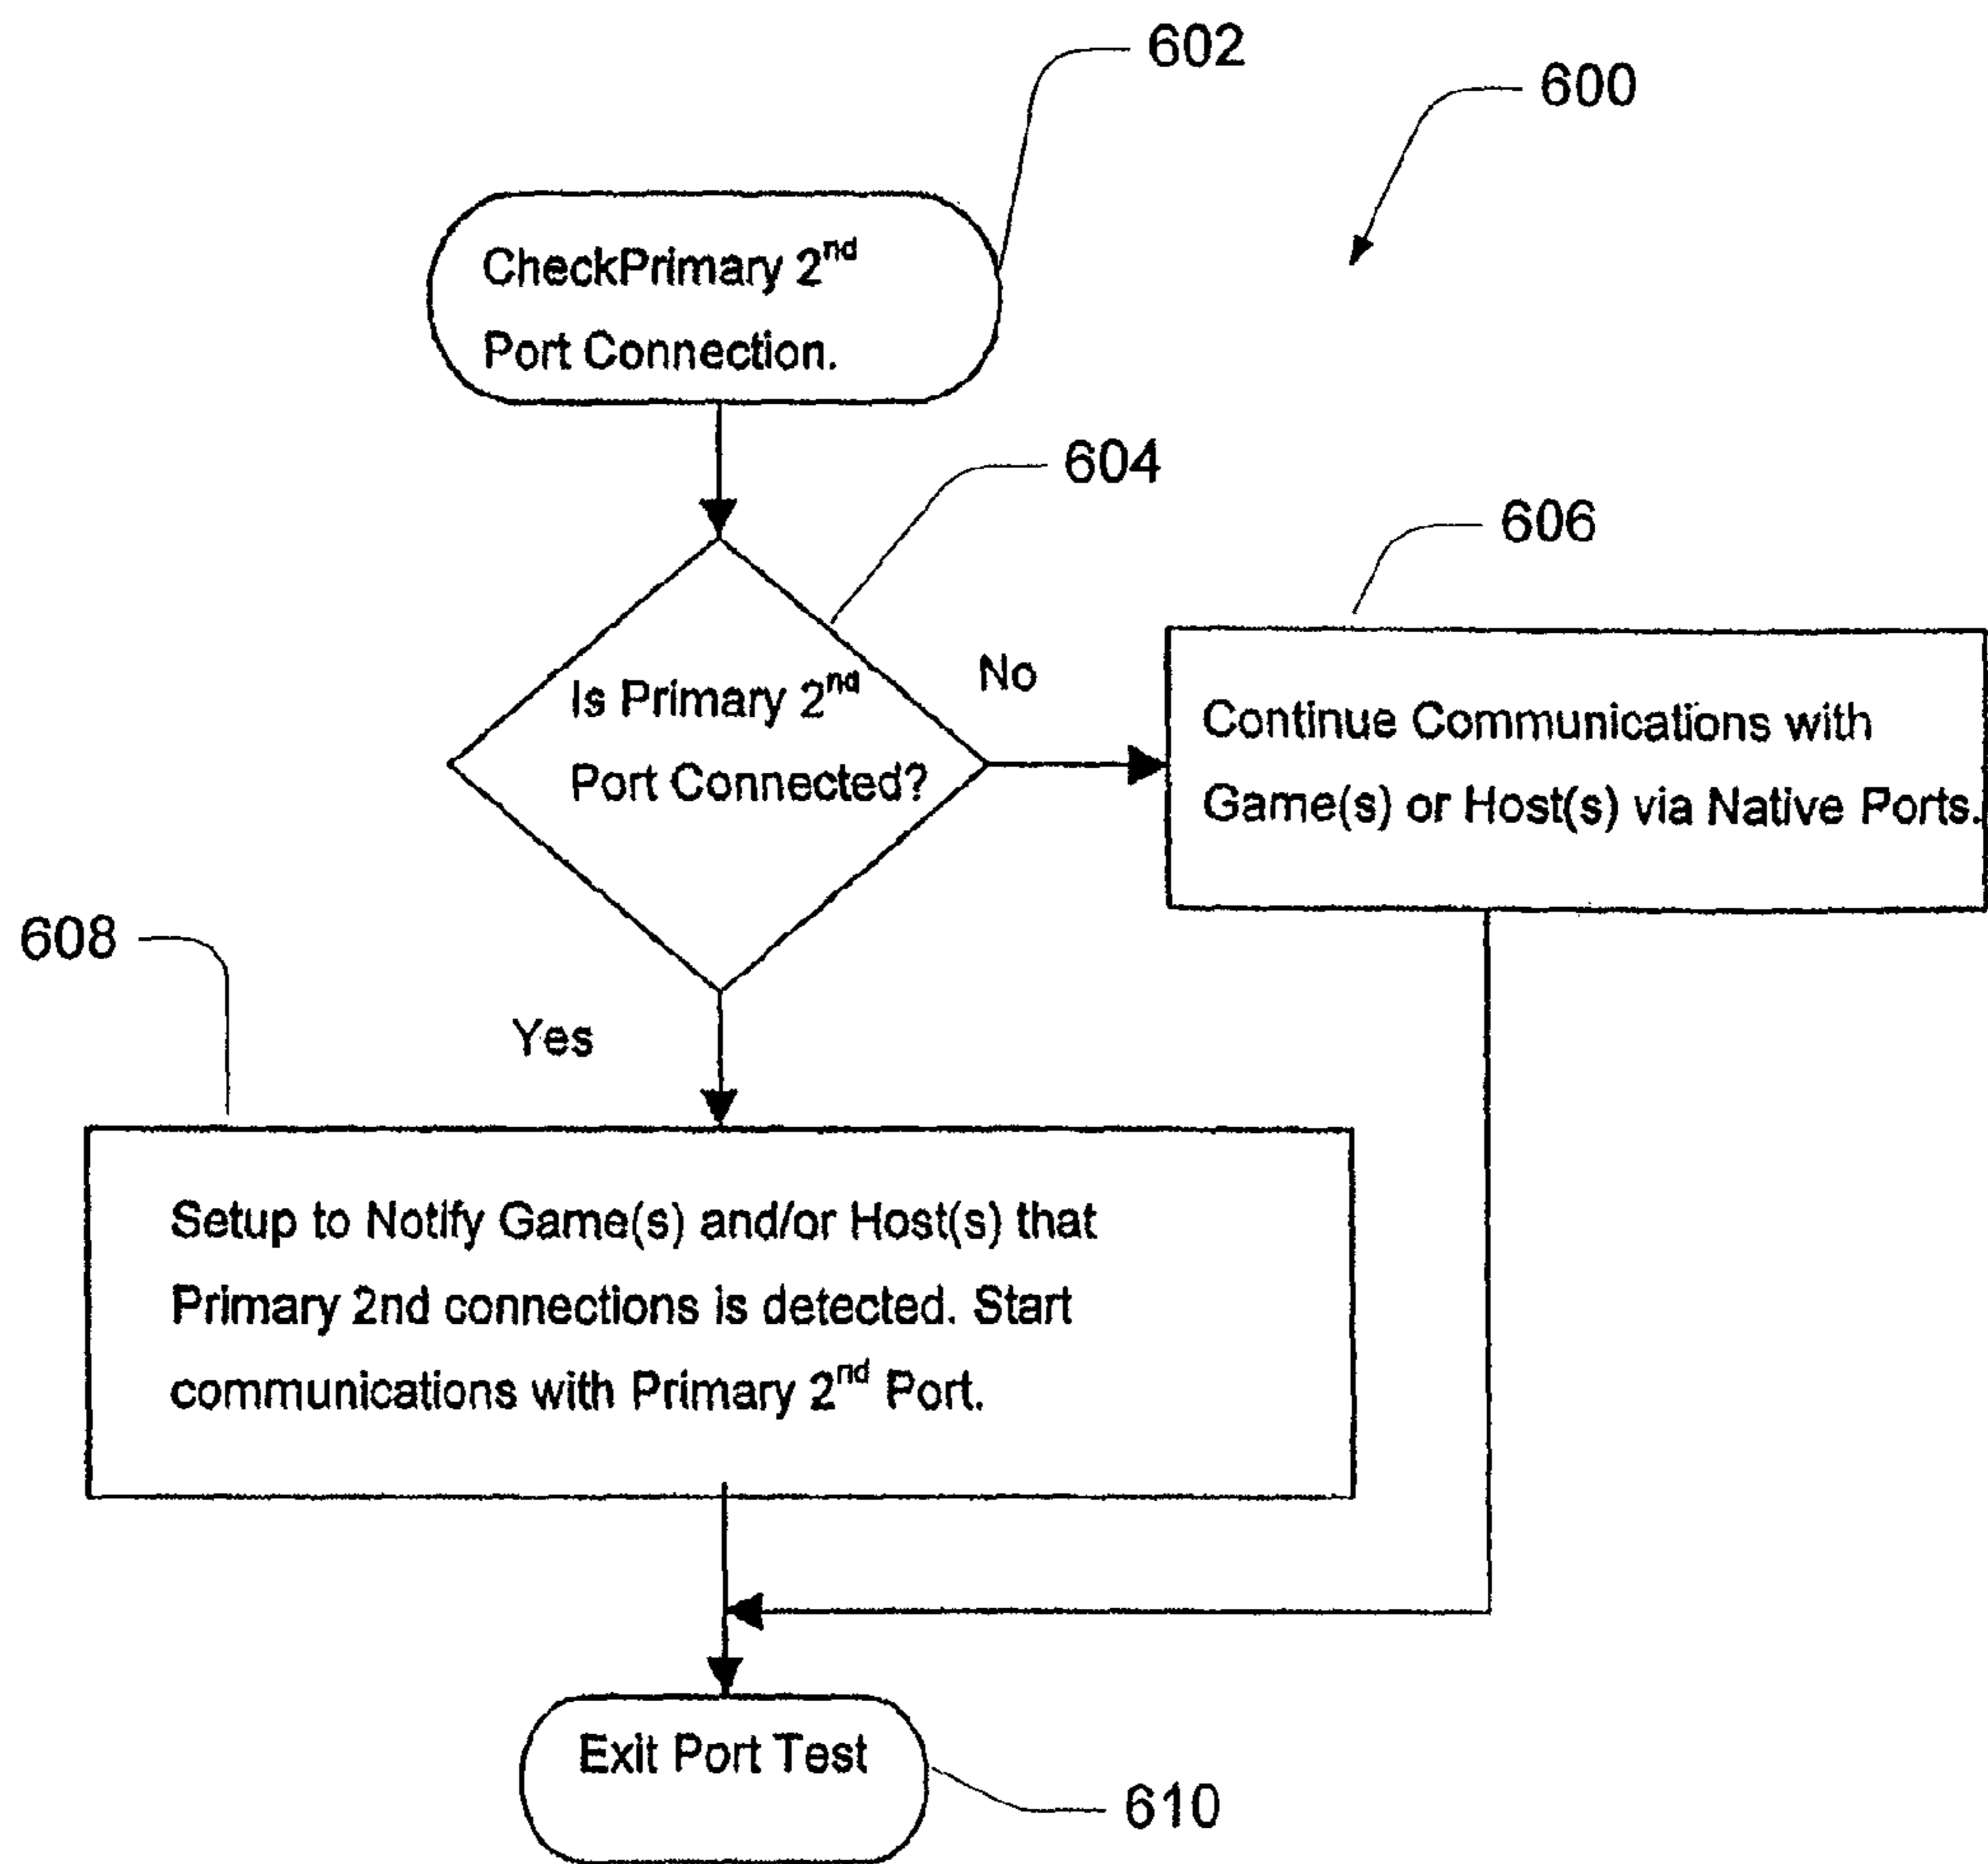 602
600
CheckPrimary 2nd
Port Connection.
604
606
Is Primary 2nd
Port Connected?
No
Continue Communications with
Game(s) or Host(s) via Native Ports.
608
Yes
Setup to Notify Game(s) and/or Host(s) that
Primary 2nd connections is detected. Start
communications with Primary 2nd Port.
Exit Port Test
610